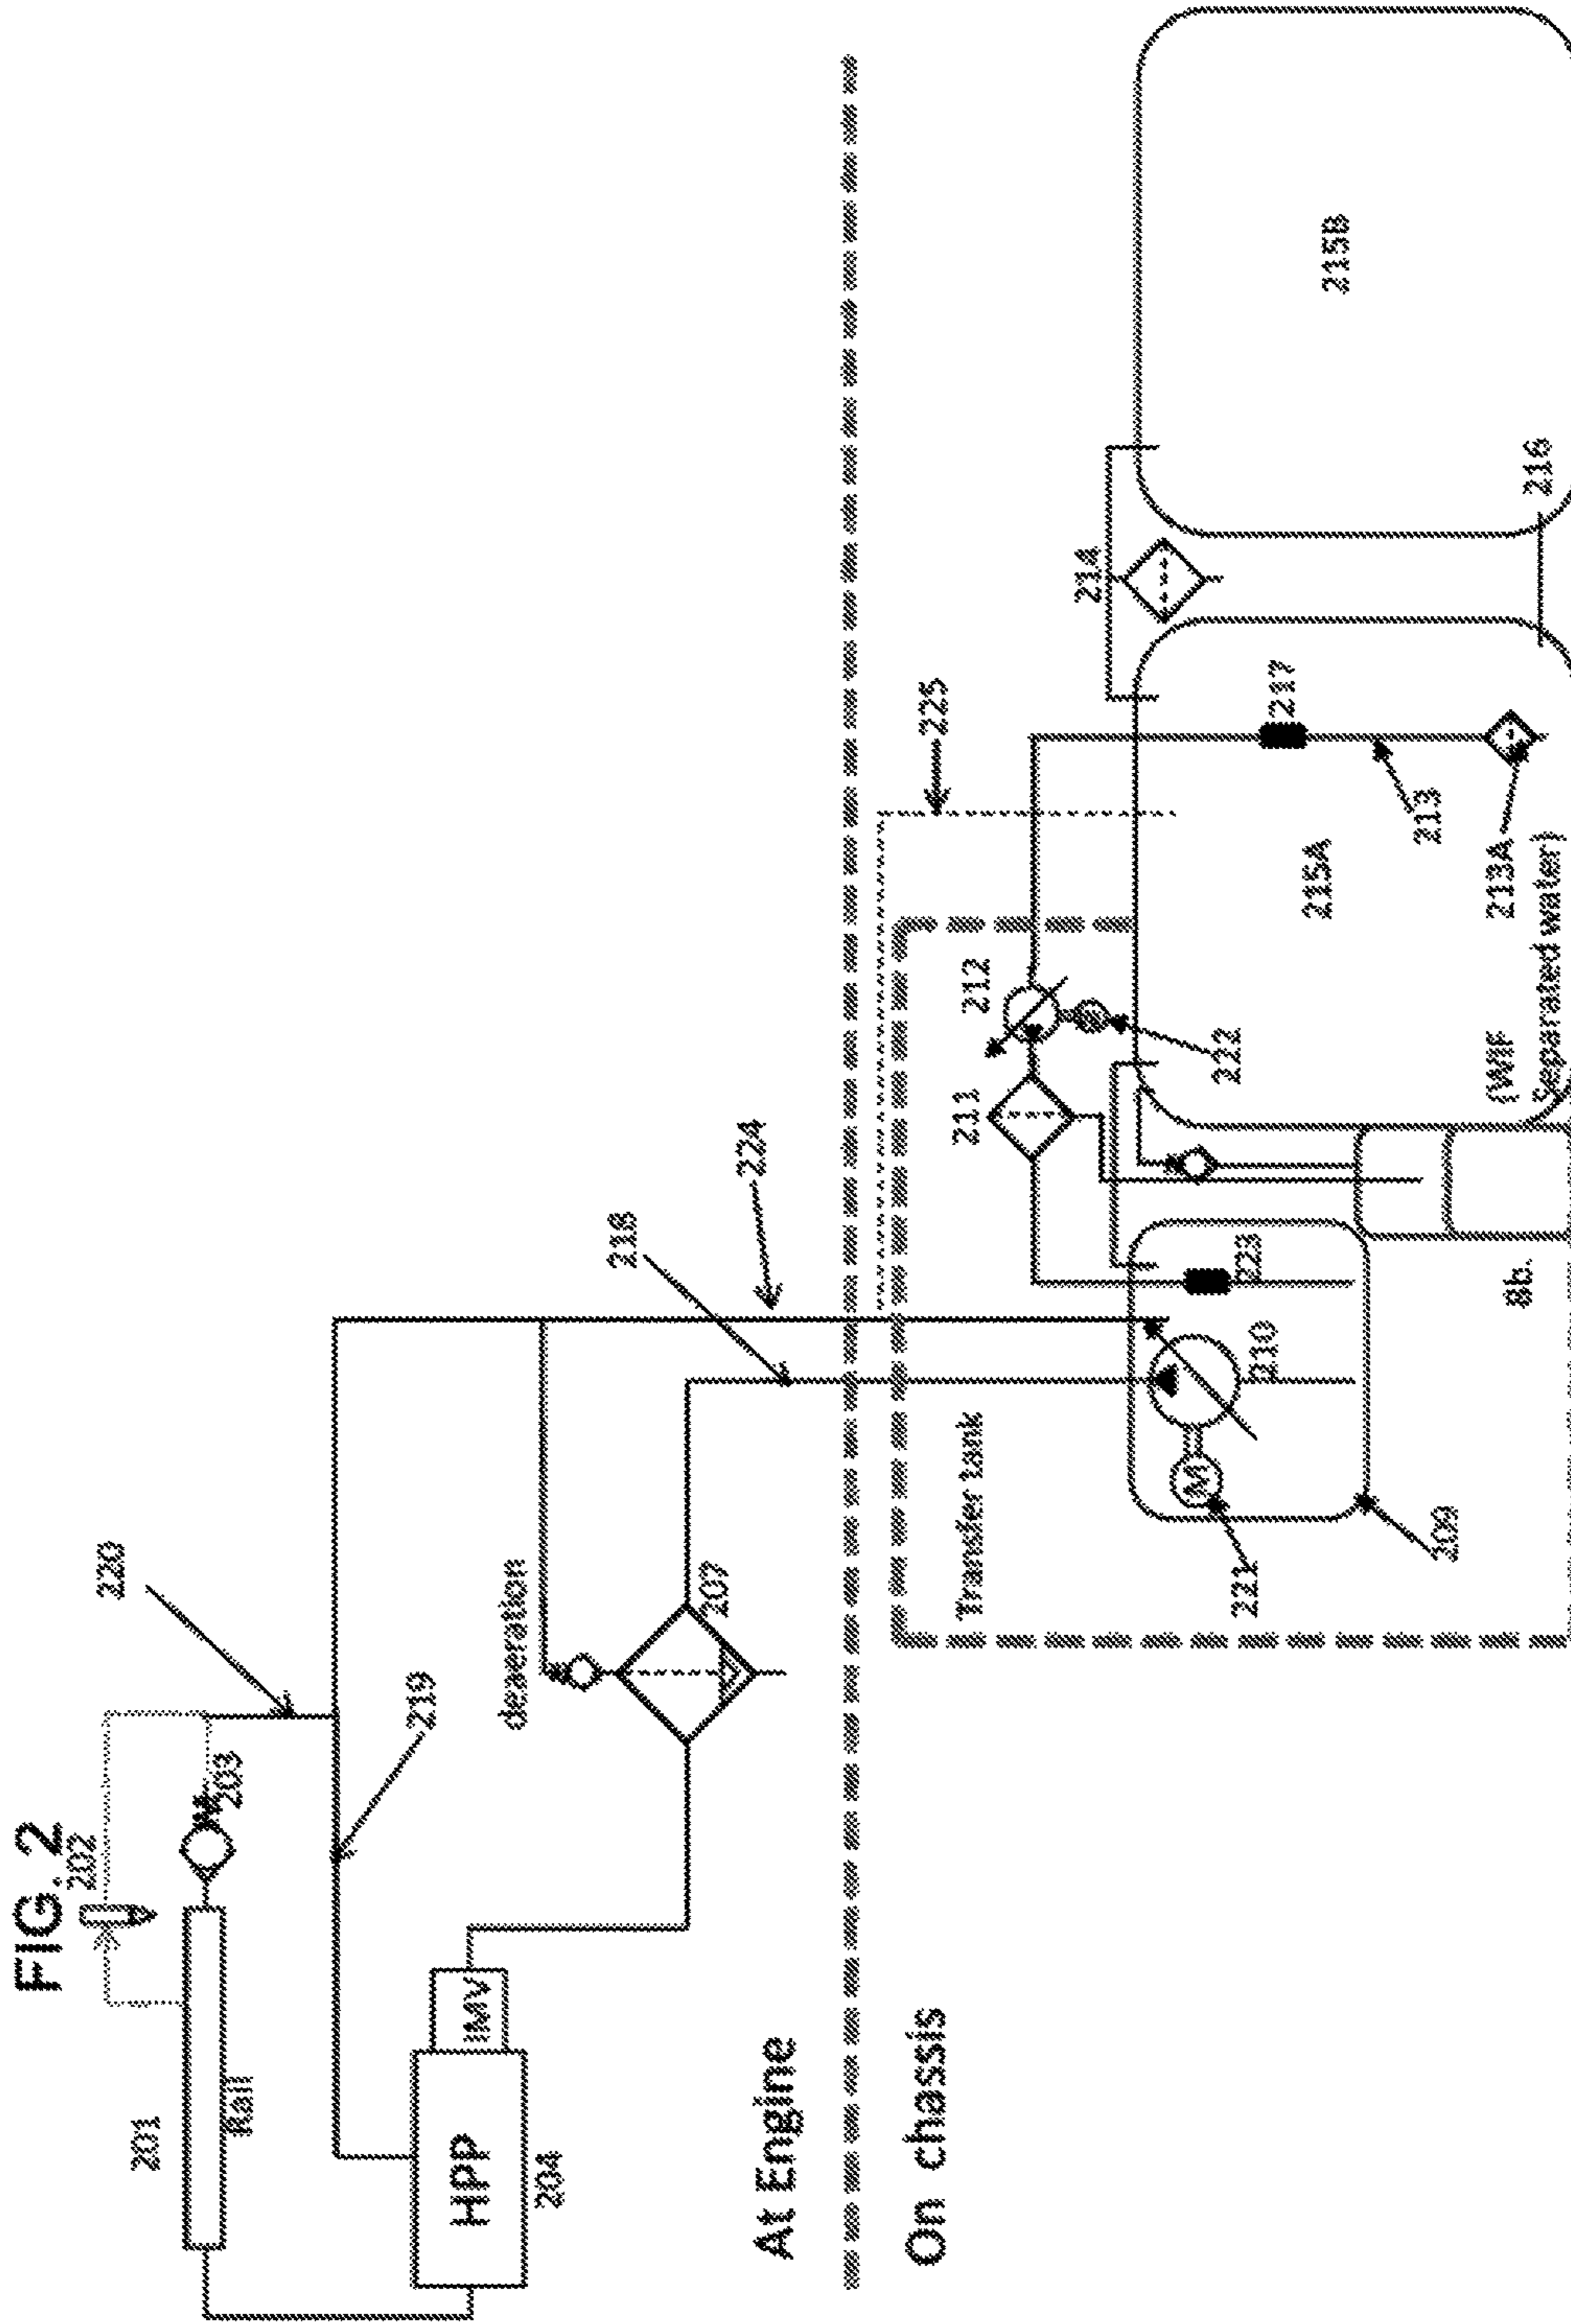 FIG. 2
202
220
201
Rail
203
219
HPP
IMV
204
deaeration
207
218
224
At Engine
On chassis
225
Transfer tank
211
212
214
221
210
223
222
209
217
215A
215B
213
8b.
(WIF
Separated water)
213A
216